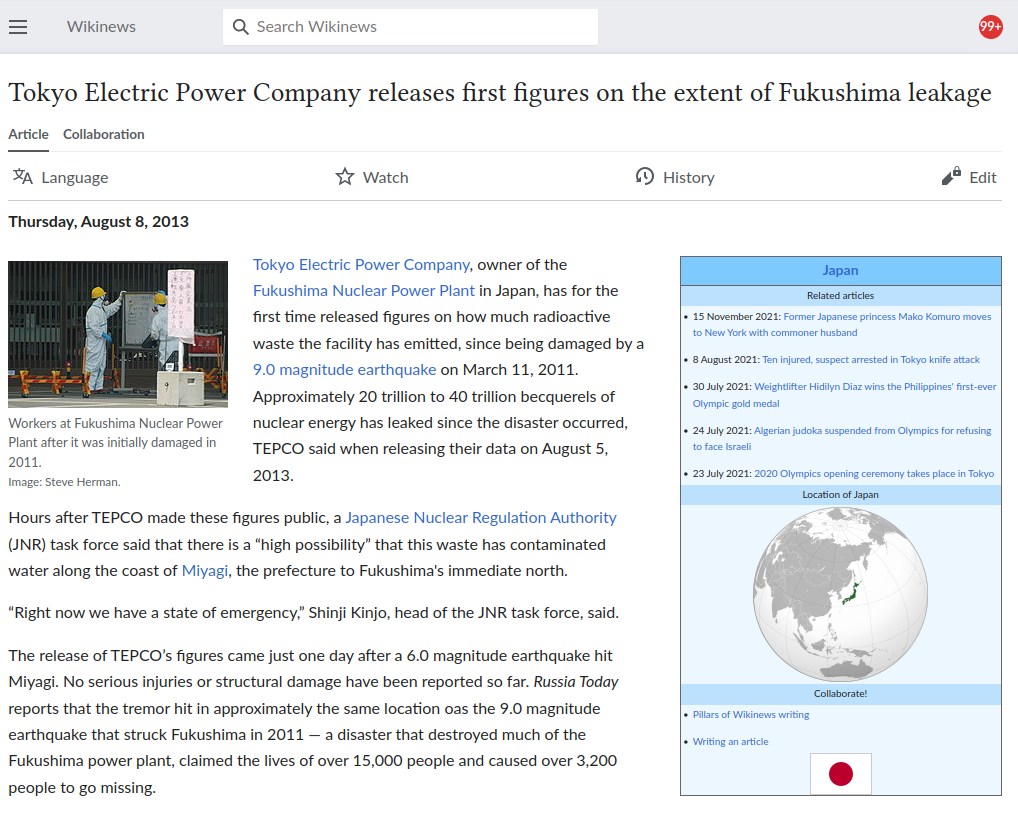 Wikinews
Search Wikinews
99+
Tokyo Electric Power Company releases first figures on the extent of Fukushima leakage
Article Collaboration
Language Watch History Edit
Thursday, August 8, 2013
Workers at Fukushima Nuclear Power
Plant after it was initially damaged in
2011.
Image: Steve Herman.
Tokyo Electric Power Company, owner of the
Fukushima Nuclear Power Plant in Japan, has for the
first time released figures on how much radioactive
waste the facility has emitted, since being damaged by a
9.0 magnitude earthquake on March 11, 2011.
Approximately 20 trillion to 40 trillion becquerels of
nuclear energy has leaked since the disaster occurred,
TEPCO said when releasing their data on August 5,
2013.
Hours after TEPCO made these figures public, a Japanese Nuclear Regulation Authority
(JNR) task force said that there is a “high possibility” that this waste has contaminated
water along the coast of Miyagi, the prefecture to Fukushima's immediate north.
“Right now we have a state of emergency,” Shinji Kinjo, head of the JNR task force, said.
The release of TEPCO’s figures came just one day after a 6.0 magnitude earthquake hit
Miyagi. No serious injuries or structural damage have been reported so far. Russia Today
reports that the tremor hit in approximately the same location oas the 9.0 magnitude
earthquake that struck Fukushima in 2011 — a disaster that destroyed much of the
Fukushima power plant, claimed the lives of over 15,000 people and caused over 3,200
people to go missing.
Japan
Related articles
• 15 November 2021: Former Japanese princess Mako Komuro moves
to New York with commoner husband
• 8 August 2021: Ten injured, suspect arrested in Tokyo knife attack
• 30 July 2021: Weightlifter Hidilyn Diaz wins the Philippines' first-ever
Olympic gold medal
• 24 July 2021: Algerian judoka suspended from Olympics for refusing
to face Israeli
• 23 July 2021: 2020 Olympics opening ceremony takes place in Tokyo
Location of Japan
Collaborate!
• Pillars of Wikinews writing
• Writing an article